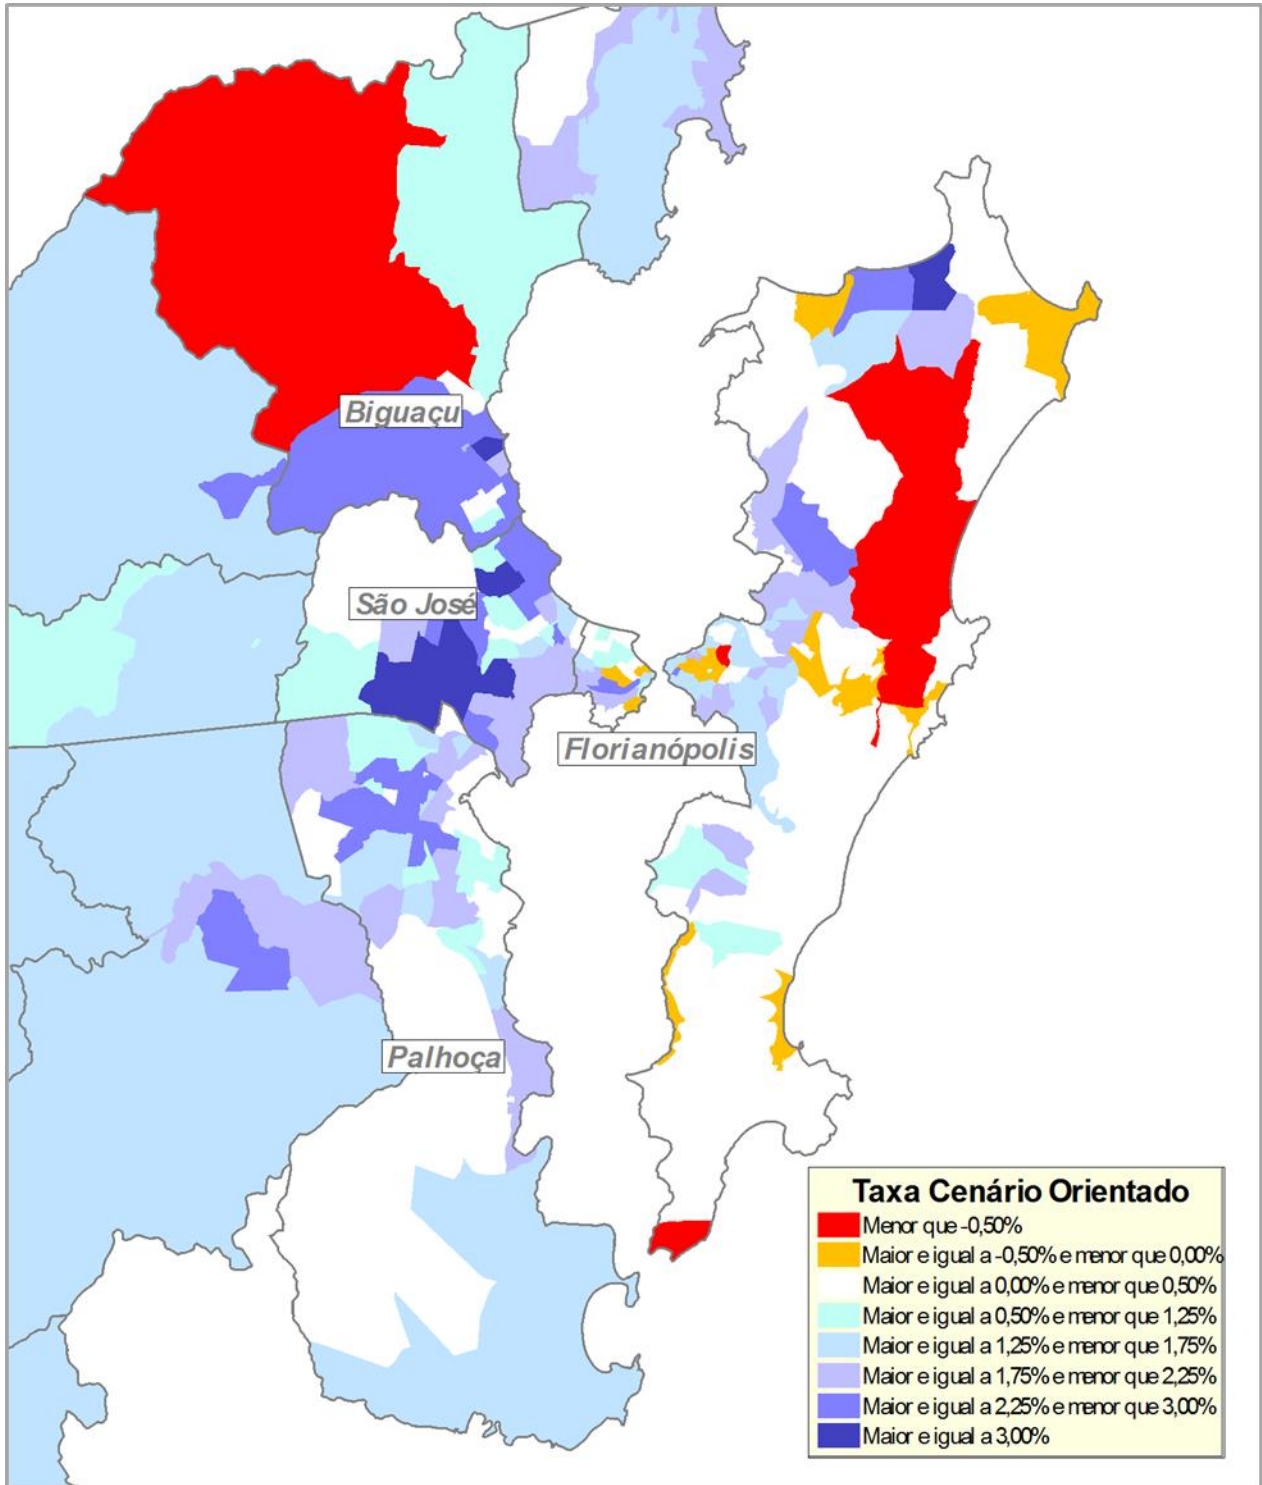 Biguaçu
São José
Florianópolis
Palhoça
Taxa Cenário Orientado
Menor que -0,50%
Maior e igual a -0,50% e menor que 0,00%
Maior e igual a 0,00% e menor que 0,50%
Maior e igual a 0,50% e menor que 1,25%
Maior e igual a 1,25% e menor que 1,75%
Maior e igual a 1,75% e menor que 2,25%
Maior e igual a 2,25% e menor que 3,00%
Maior e igual a 3,00%